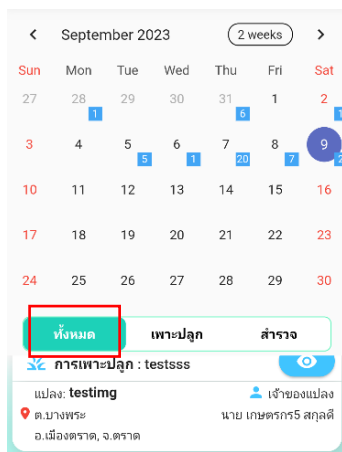 September 2023 2 weeks
Sun Mon Tue Wed Thu Fri Sat
27 28 29 30 31 1 2
1 6 1
3 4 5 6 7 8 9
5 1 20 7 2
10 11 12 13 14 15 16
17 18 19 20 21 22 23
24 25 26 27 28 29 30
ทั้งหมด เพาะปลูก สำรวจ
การเพาะปลูก : testsss
แปลง: testimg เจ้าของแปลง
ต.บางพระ นาย เกษตรกร5 สกุลดี
อ.เมืองตราด, จ.ตราด